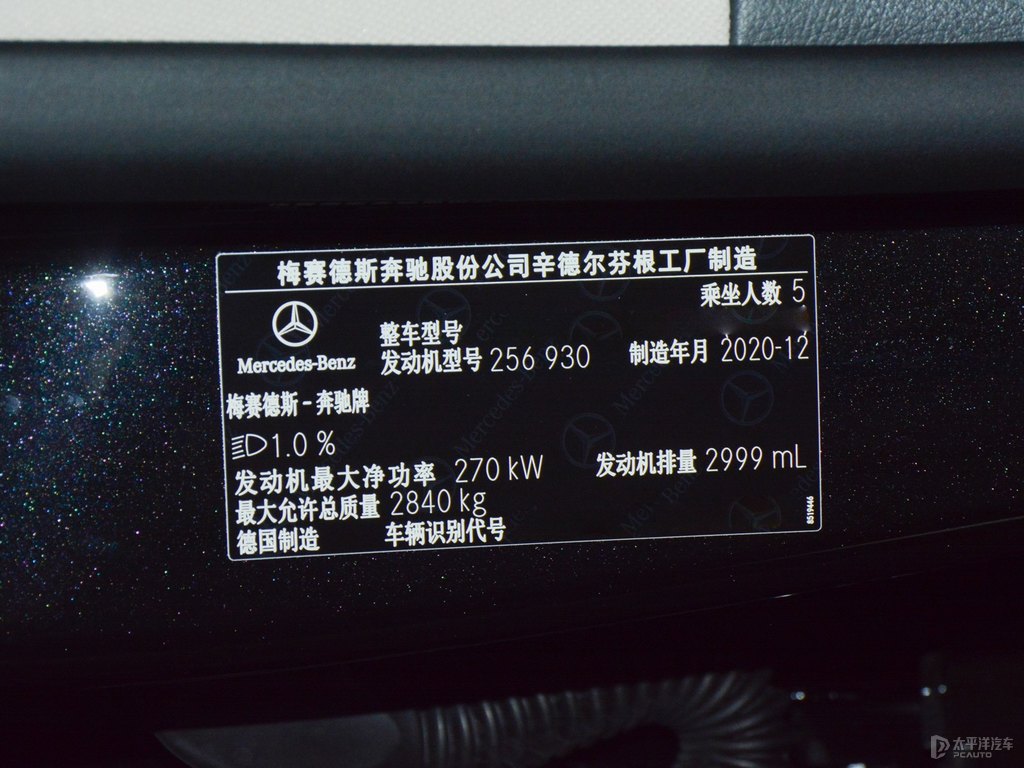 梅赛德斯奔驰股份公司辛德尔芬根工厂制造
乘坐人数 5
Mercedes-Benz
整车型号
发动机型号 256 930
制造年月 2020-12
梅赛德斯-奔驰牌
1.0 %
发动机最大净功率 270 kW
发动机排量 2999 mL
最大允许总质量 2840 kg
德国制造
车辆识别代号
8519446
太平洋汽车
PCAUTO